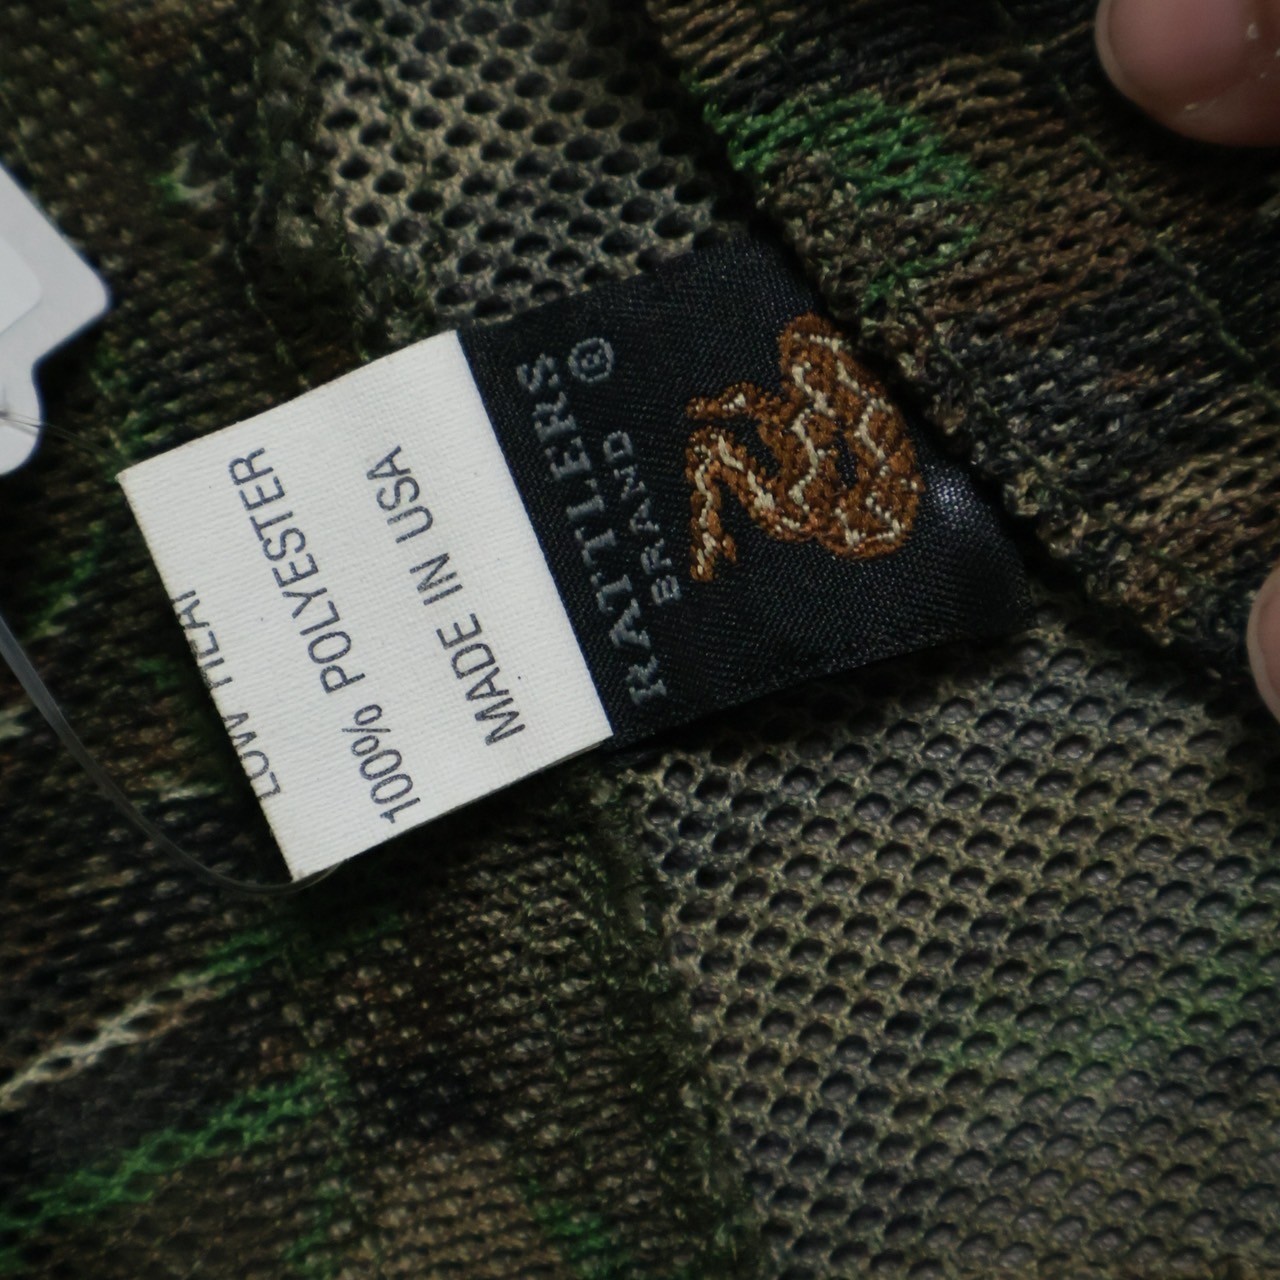 RATTLERS ®
BRAND
MADE IN USA
100% POLYESTER
LOW HEAT